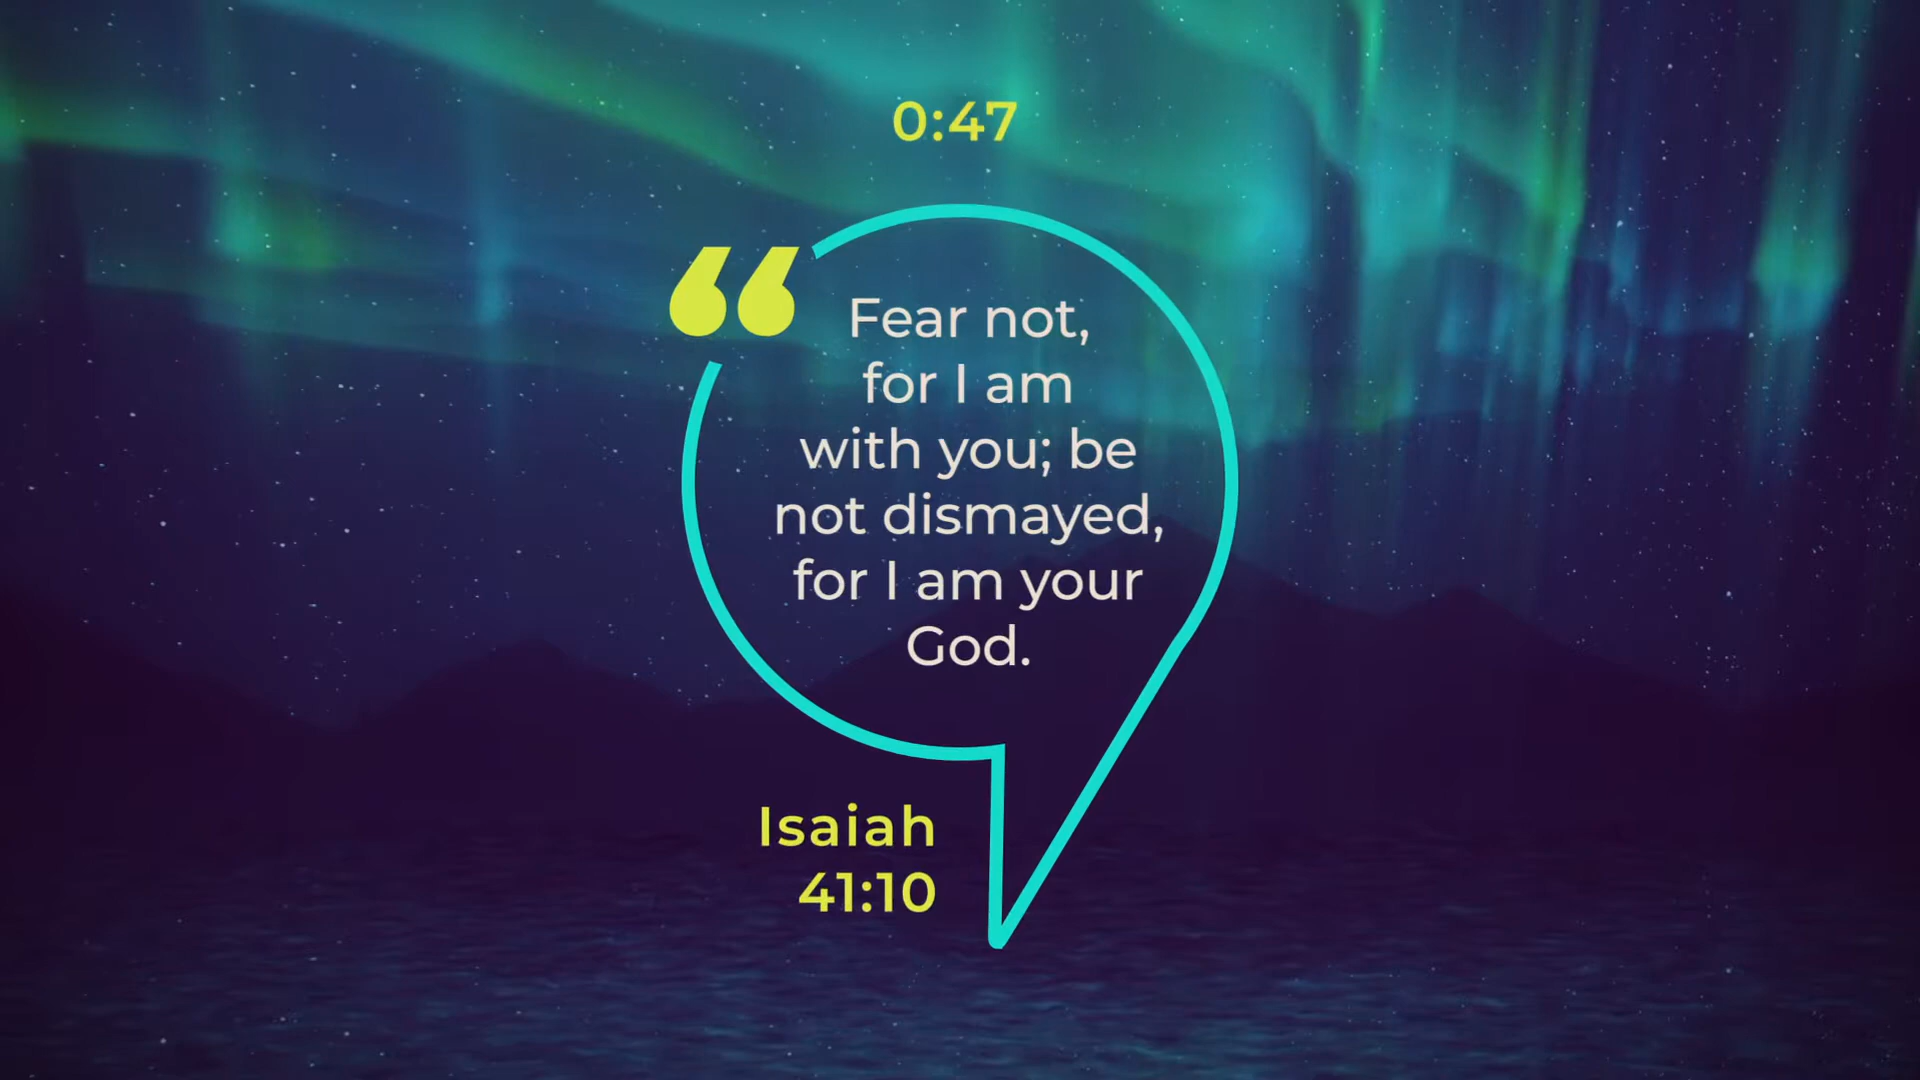 0:47
“
Fear not,
for I am
with you; be
not dismayed,
for I am your
God.
Isaiah
41:10